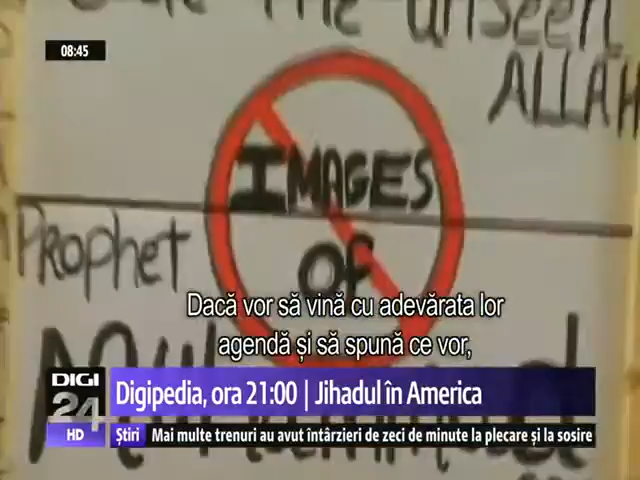 the unseen
08:45
ALLAH
IMAGES
Prophet
OF
Dacă vor să vină cu adevărata lor
agendă și să spună ce vor,
DIGI
24
HD
Digipedia, ora 21:00 | Jihadul în America
Știri
Mai multe trenuri au avut întârzieri de zeci de minute la plecare și la sosire